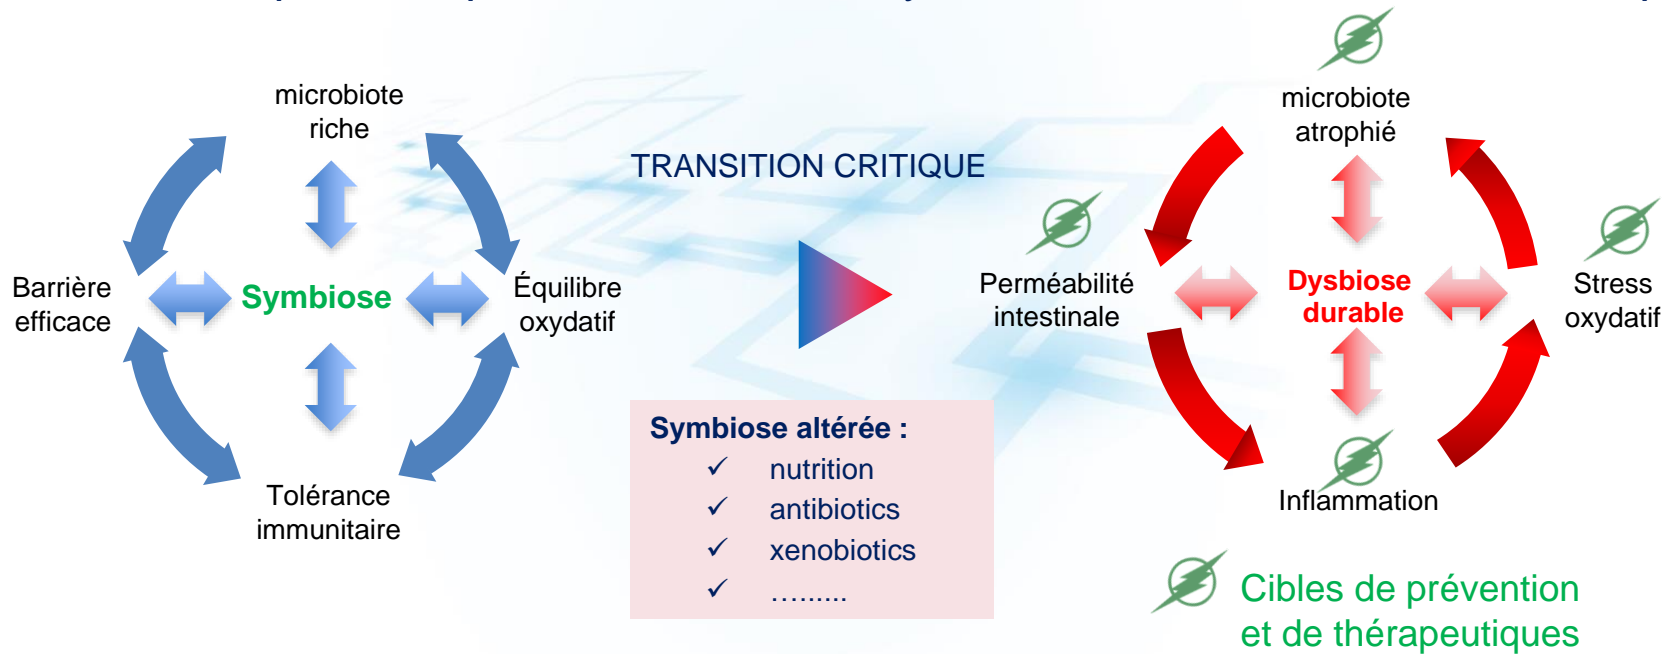 microbiote
riche
Barrière
efficace
Symbiose
Équilibre
oxydatif
Tolérance
immunitaire
TRANSITION CRITIQUE
Symbiose altérée :
✓ nutrition
✓ antibiotics
✓ xenobiotics
✓ ….......
microbiote
atrophié
Perméabilité
intestinale
Dysbiose
durable
Stress
oxydatif
Inflammation
Cibles de prévention
et de thérapeutiques